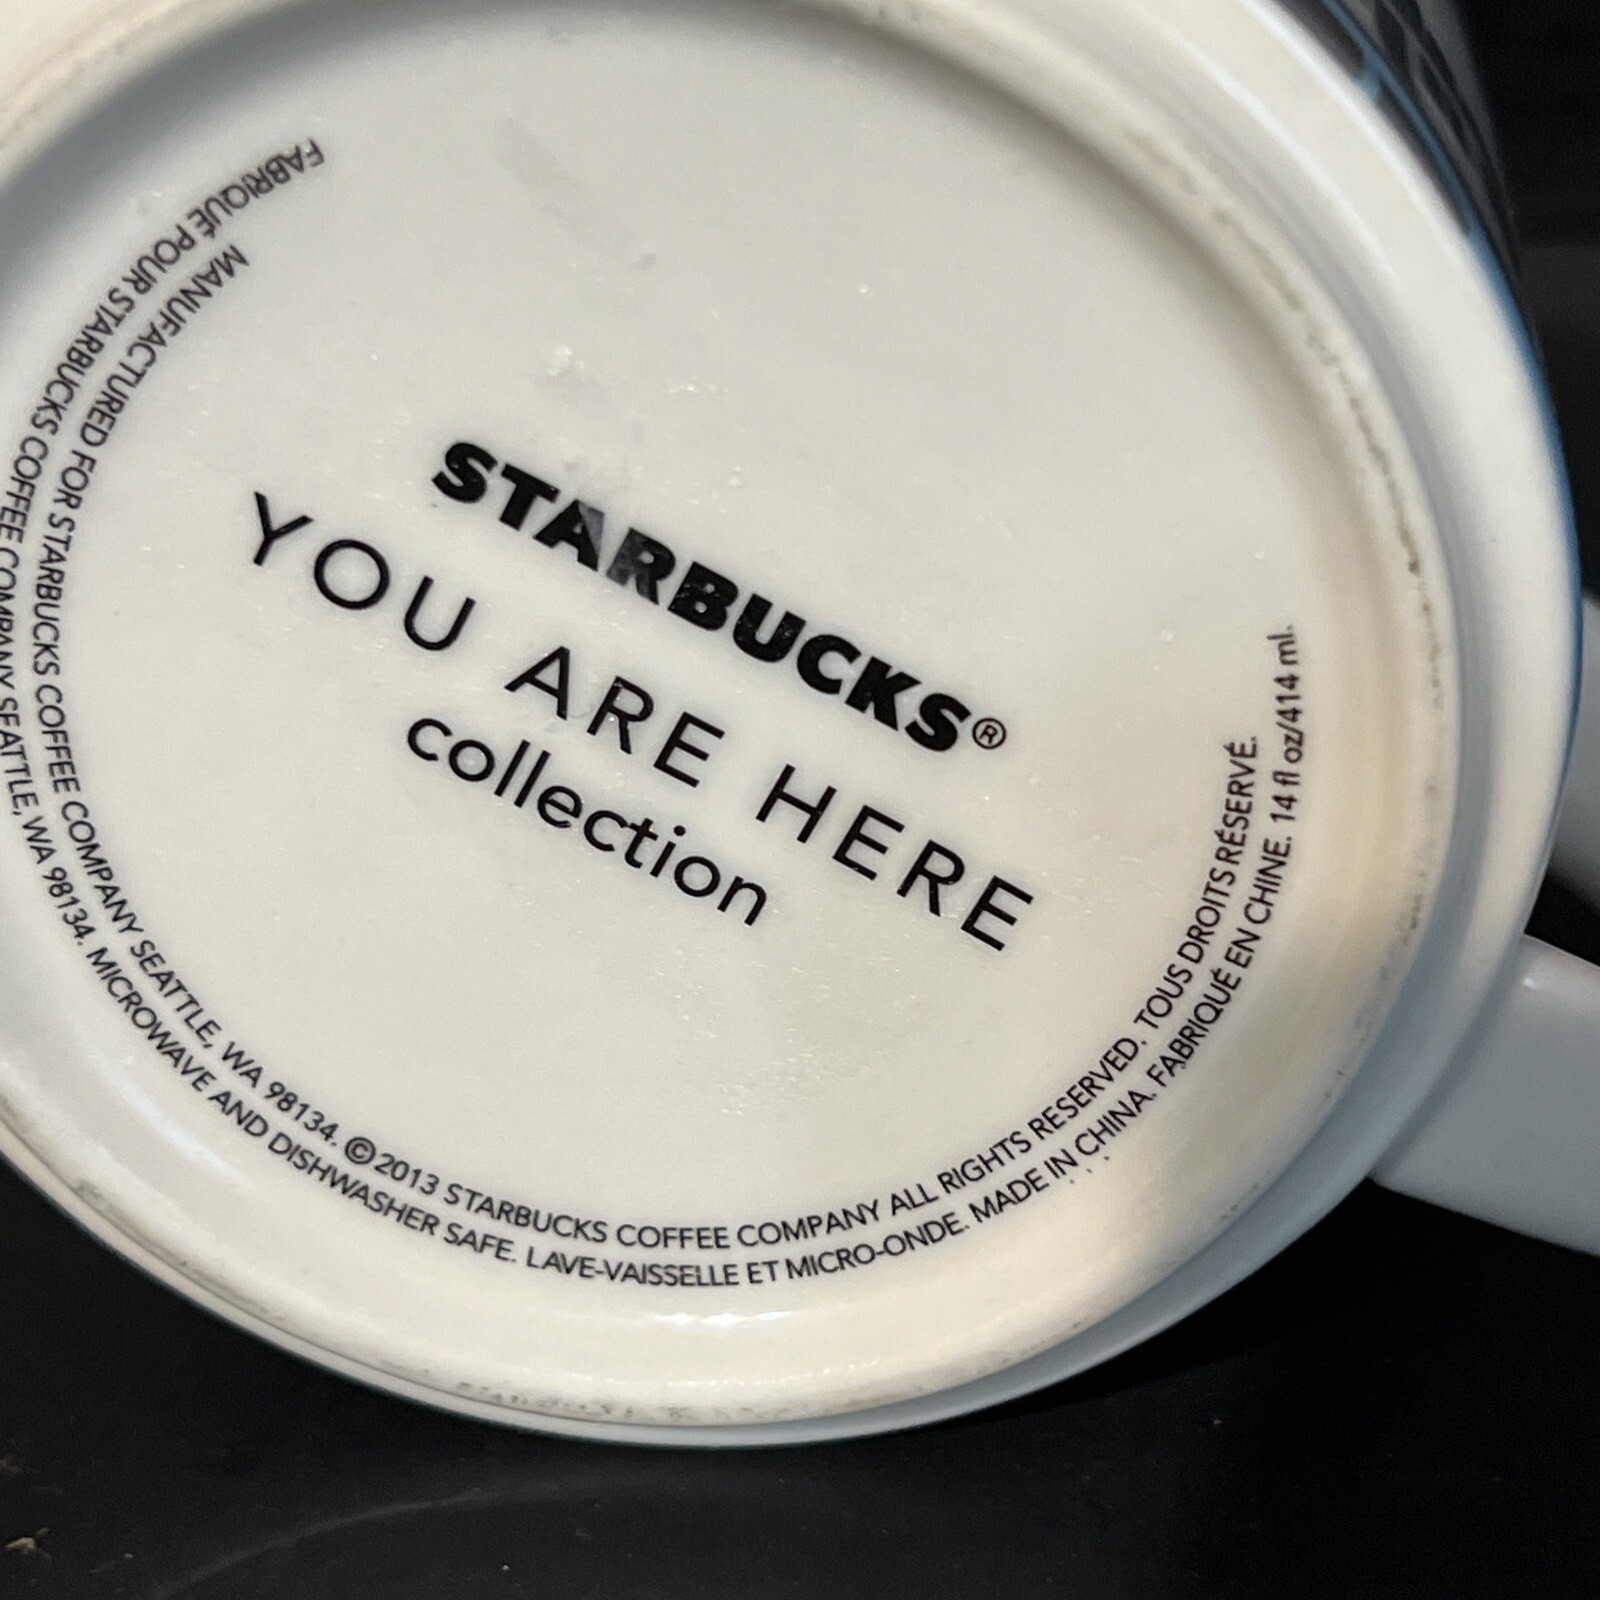 STARBUCKS®
YOU ARE HERE
collection
MANUFACTURED FOR STARBUCKS COFFEE COMPANY SEATTLE, WA 98134. ©2013 STARBUCKS COFFEE COMPANY ALL RIGHTS RESERVED. TOUS DROITS RÉSERVÉ.
FABRIQUÉ POUR STARBUCKS COFFEE COMPANY SEATTLE, WA 98134. MICROWAVE AND DISHWASHER SAFE. LAVE-VAISSELLE ET MICRO-ONDE. MADE IN CHINA. FABRIQUÉ EN CHINE. 14 fl oz/414 ml.